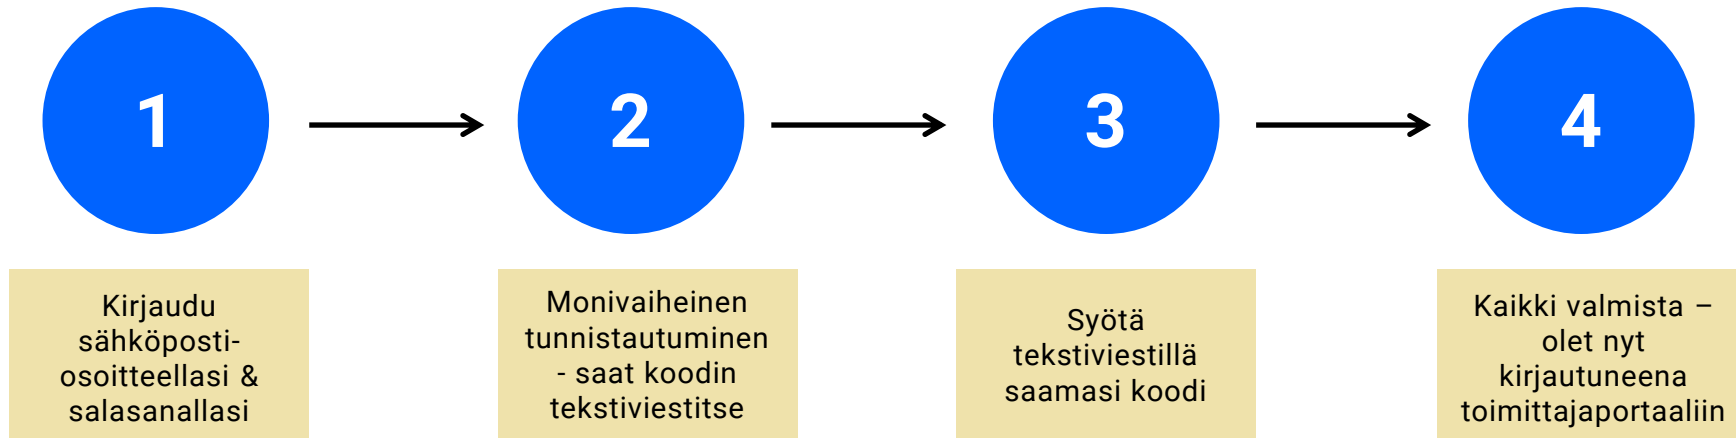 1
2
3
4
Kirjaudu
sähköposti-
osoitteellasi &
salasanallasi
Monivaiheinen
tunnistautuminen
- saat koodin
tekstiviestitse
Syötä
tekstiviestillä
saamasi koodi
Kaikki valmista –
olet nyt
kirjautuneena
toimittajaportaaliin